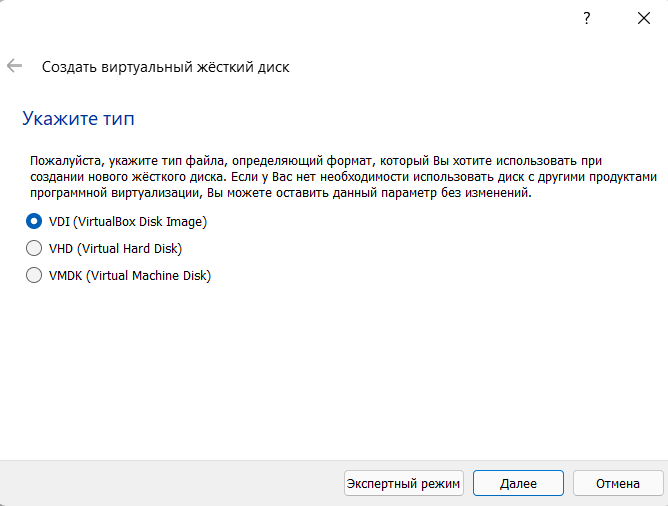 ?
Создать виртуальный жёсткий диск
Укажите тип
Пожалуйста, укажите тип файла, определяющий формат, который Вы хотите использовать при
создании нового жёсткого диска. Если у Вас нет необходимости использовать диск с другими продуктами
программной виртуализации, Вы можете оставить данный параметр без изменений.
VDI (VirtualBox Disk Image)
VHD (Virtual Hard Disk)
VMDK (Virtual Machine Disk)
Экспертный режим Далее Отмена